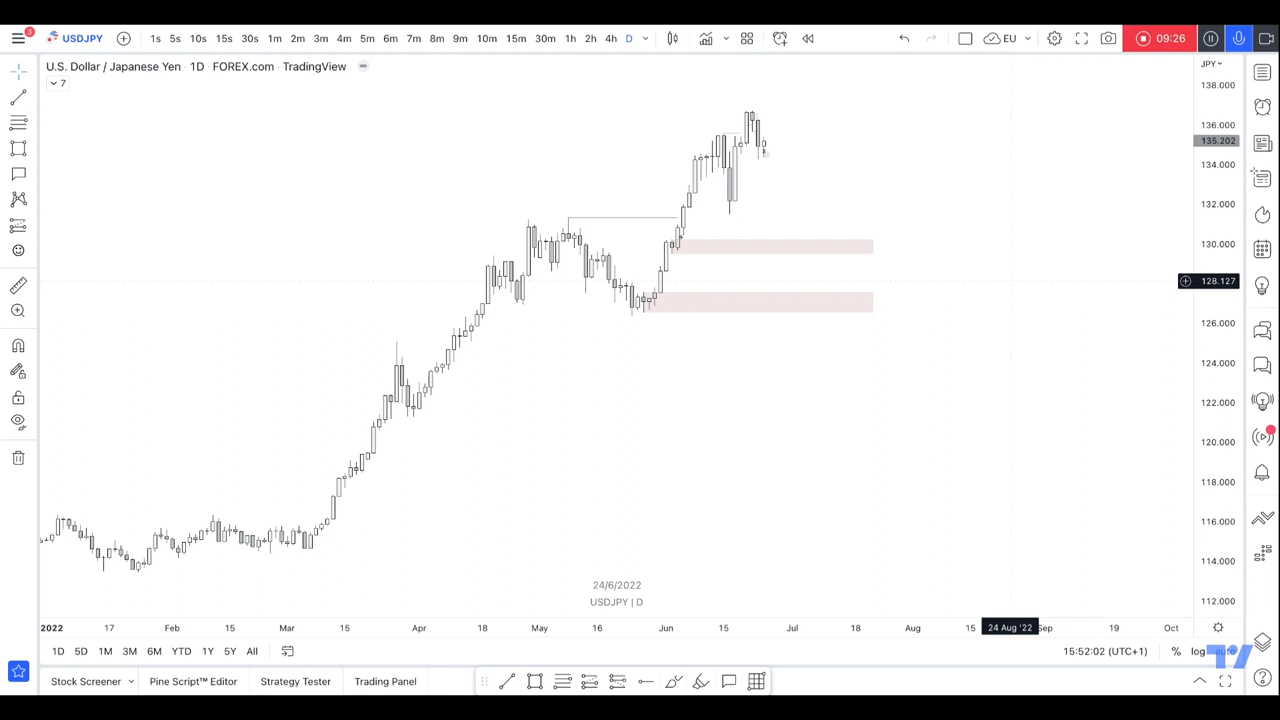 3
USDJPY 1s 5s 10s 15s 30s 1m 2m 3m 4m 5m 6m 7m 8m 9m 10m 15m 30m 1h 2h 4h D EU 09:26
U.S. Dollar / Japanese Yen · 1D · FOREX.com · TradingView
7
JPY
138.000
136.000
135.202
134.000
132.000
130.000
128.127
126.000
124.000
122.000
120.000
118.000
116.000
114.000
112.000
24/6/2022
USDJPY | D
2022 17 Feb 15 Mar 15 Apr 18 May 16 Jun 15 Jul 18 Aug 15 24 Aug '22 Sep 19 Oct
1D 5D 1M 3M 6M YTD 1Y 5Y All 15:52:02 (UTC+1) % log auto
Stock Screener Pine Script™ Editor Strategy Tester Trading Panel